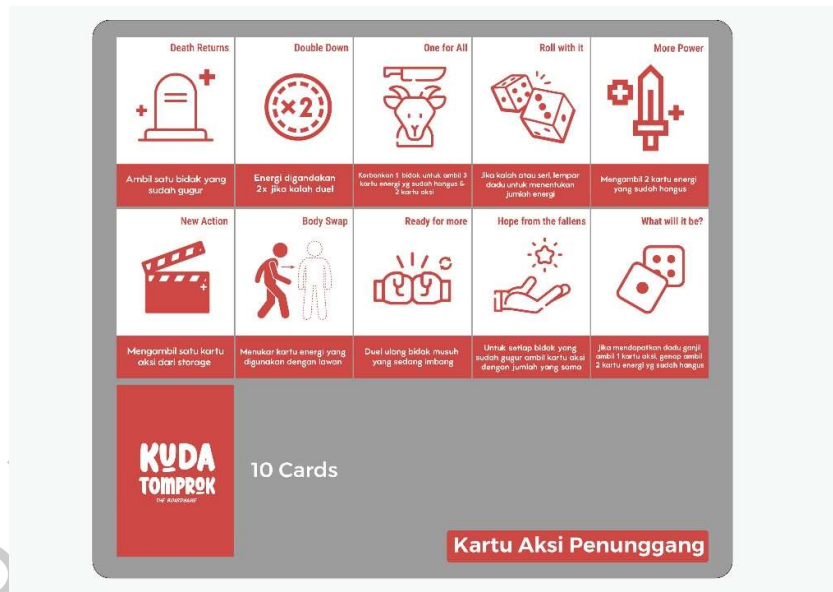 Death Returns
Ambil satu bidak yang
sudah gugur
Double Down
×2
Energi digandakan
2x jika kalah duel
One for All
Korbankan 1 bidak untuk ambil 3
kartu energi yg sudah hangus &
2 kartu aksi
Roll with it
Jika kalah atau seri, lempar
dadu untuk menentukan
jumlah energi
More Power
Mengambil 2 kartu energi
yang sudah hangus
New Action
Mengambil satu kartu
aksi dari storage
Body Swap
Menukar kartu energi yang
digunakan dengan lawan
Ready for more
Duel ulang bidak musuh
yang sedang imbang
Hope from the fallens
Untuk setiap bidak yang
sudah gugur ambil kartu aksi
dengan jumlah yang sama
What will it be?
Jika mendapatkan dadu ganjil
ambil 1 kartu aksi, genap ambil
2 kartu energi yg sudah hangus
KUDA
TOMPROK
THE BOARDGAME
10 Cards
Kartu Aksi Penunggang